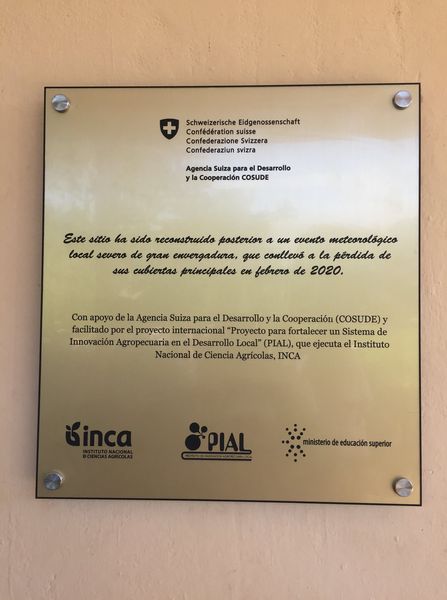 Schweizerische Eidgenossenschaft
Confédération suisse
Confederazione Svizzera
Confederaziun svizra
Agencia Suiza para el Desarrollo
y la Cooperación COSUDE
Este sitio ha sido reconstruido posterior a un evento meteorológico
local severo de gran envergadura, que conllevó a la pérdida de
sus cubiertas principales en febrero de 2020.
Con apoyo de la Agencia Suiza para el Desarrollo y la Cooperación (COSUDE) y
facilitado por el proyecto internacional “Proyecto para fortalecer un Sistema de
Innovación Agropecuaria en el Desarrollo Local” (PIAL), que ejecuta el Instituto
Nacional de Ciencia Agrícolas, INCA
inca
INSTITUTO NACIONAL
D CIENCIAS AGRÍCOLAS
PIAL
ministerio de educación superior